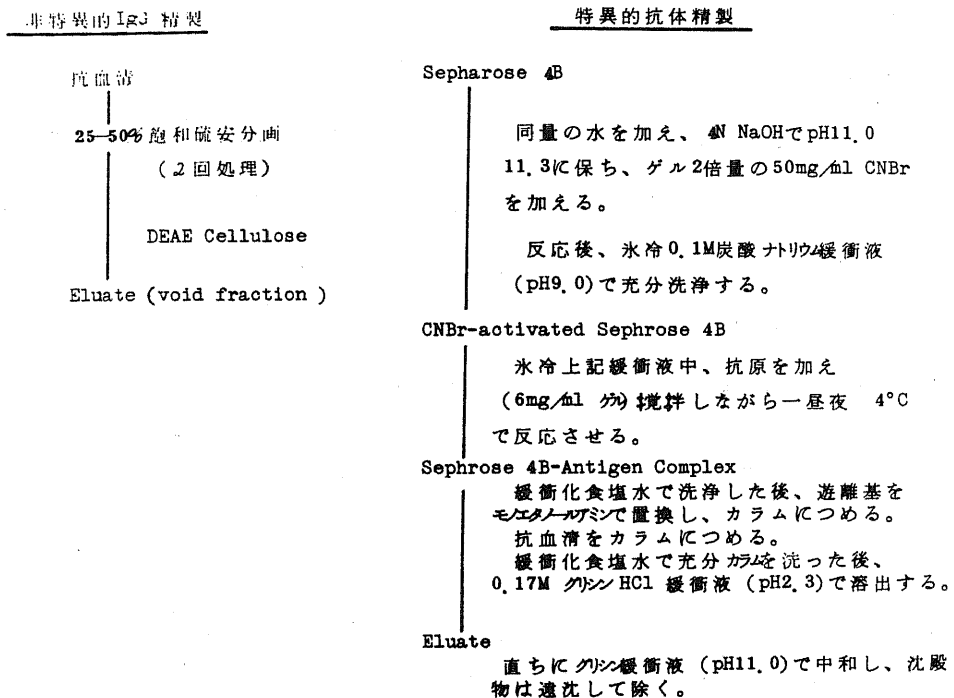 非特異的IgG 精製
抗血清
25−50%飽和硫安分画
(2回処理)
DEAE Cellulose
Eluate (void fraction )
特異的抗体精製
Sepharose 4B
同量の水を加え、4N NaOHでpH11.0
11.3に保ち、ゲル2倍量の50mg/ml CNBr
を加える。
反応後、氷冷0.1M炭酸ナトリウム緩衝液
(pH9.0)で充分洗浄する。
CNBr-activated Sephrose 4B
氷冷上記緩衝液中、抗原を加え
(6mg/ml ゲル)撹拌しながら一昼夜 4°C
で反応させる。
Sephrose 4B-Antigen Complex
緩衝化食塩水で洗浄した後、遊離基を
モノエタノールアミンで置換し、カラムにつめる。
抗血清をカラムにつめる。
緩衝化食塩水で充分カラムを洗った後、
0.17M グリシン HCl 緩衝液 (pH2.3)で溶出する。
Eluate
直ちにグリシン緩衝液 (pH11.0)で中和し、沈殿
物は遠沈して除く。